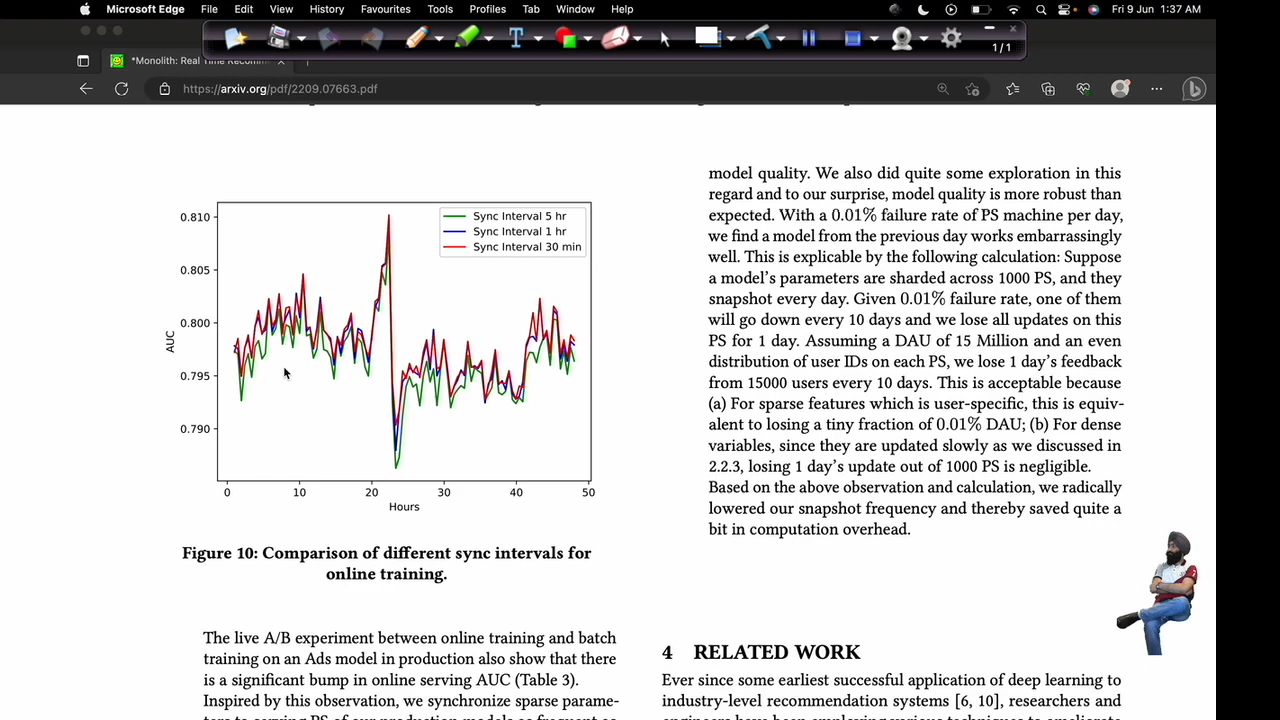 Microsoft Edge File Edit View History Favourites Tools Profiles Tab Window Help Fri 9 Jun 1:37 AM
1/1
*Monolith: Real Time Recomm
https://arxiv.org/pdf/2209.07663.pdf
0.810
0.805
0.800
0.795
0.790
AUC
Sync Interval 5 hr
Sync Interval 1 hr
Sync Interval 30 min
0 10 20 30 40 50
Hours
Figure 10: Comparison of different sync intervals for
online training.
The live A/B experiment between online training and batch
training on an Ads model in production also show that there
is a significant bump in online serving AUC (Table 3).
Inspired by this observation, we synchronize sparse parame-
model quality. We also did quite some exploration in this
regard and to our surprise, model quality is more robust than
expected. With a 0.01% failure rate of PS machine per day,
we find a model from the previous day works embarrassingly
well. This is explicable by the following calculation: Suppose
a model's parameters are sharded across 1000 PS, and they
snapshot every day. Given 0.01% failure rate, one of them
will go down every 10 days and we lose all updates on this
PS for 1 day. Assuming a DAU of 15 Million and an even
distribution of user IDs on each PS, we lose 1 day's feedback
from 15000 users every 10 days. This is acceptable because
(a) For sparse features which is user-specific, this is equiv-
alent to losing a tiny fraction of 0.01% DAU; (b) For dense
variables, since they are updated slowly as we discussed in
2.2.3, losing 1 day's update out of 1000 PS is negligible.
Based on the above observation and calculation, we radically
lowered our snapshot frequency and thereby saved quite a
bit in computation overhead.
4 RELATED WORK
Ever since some earliest successful application of deep learning to
industry-level recommendation systems [6, 10], researchers and